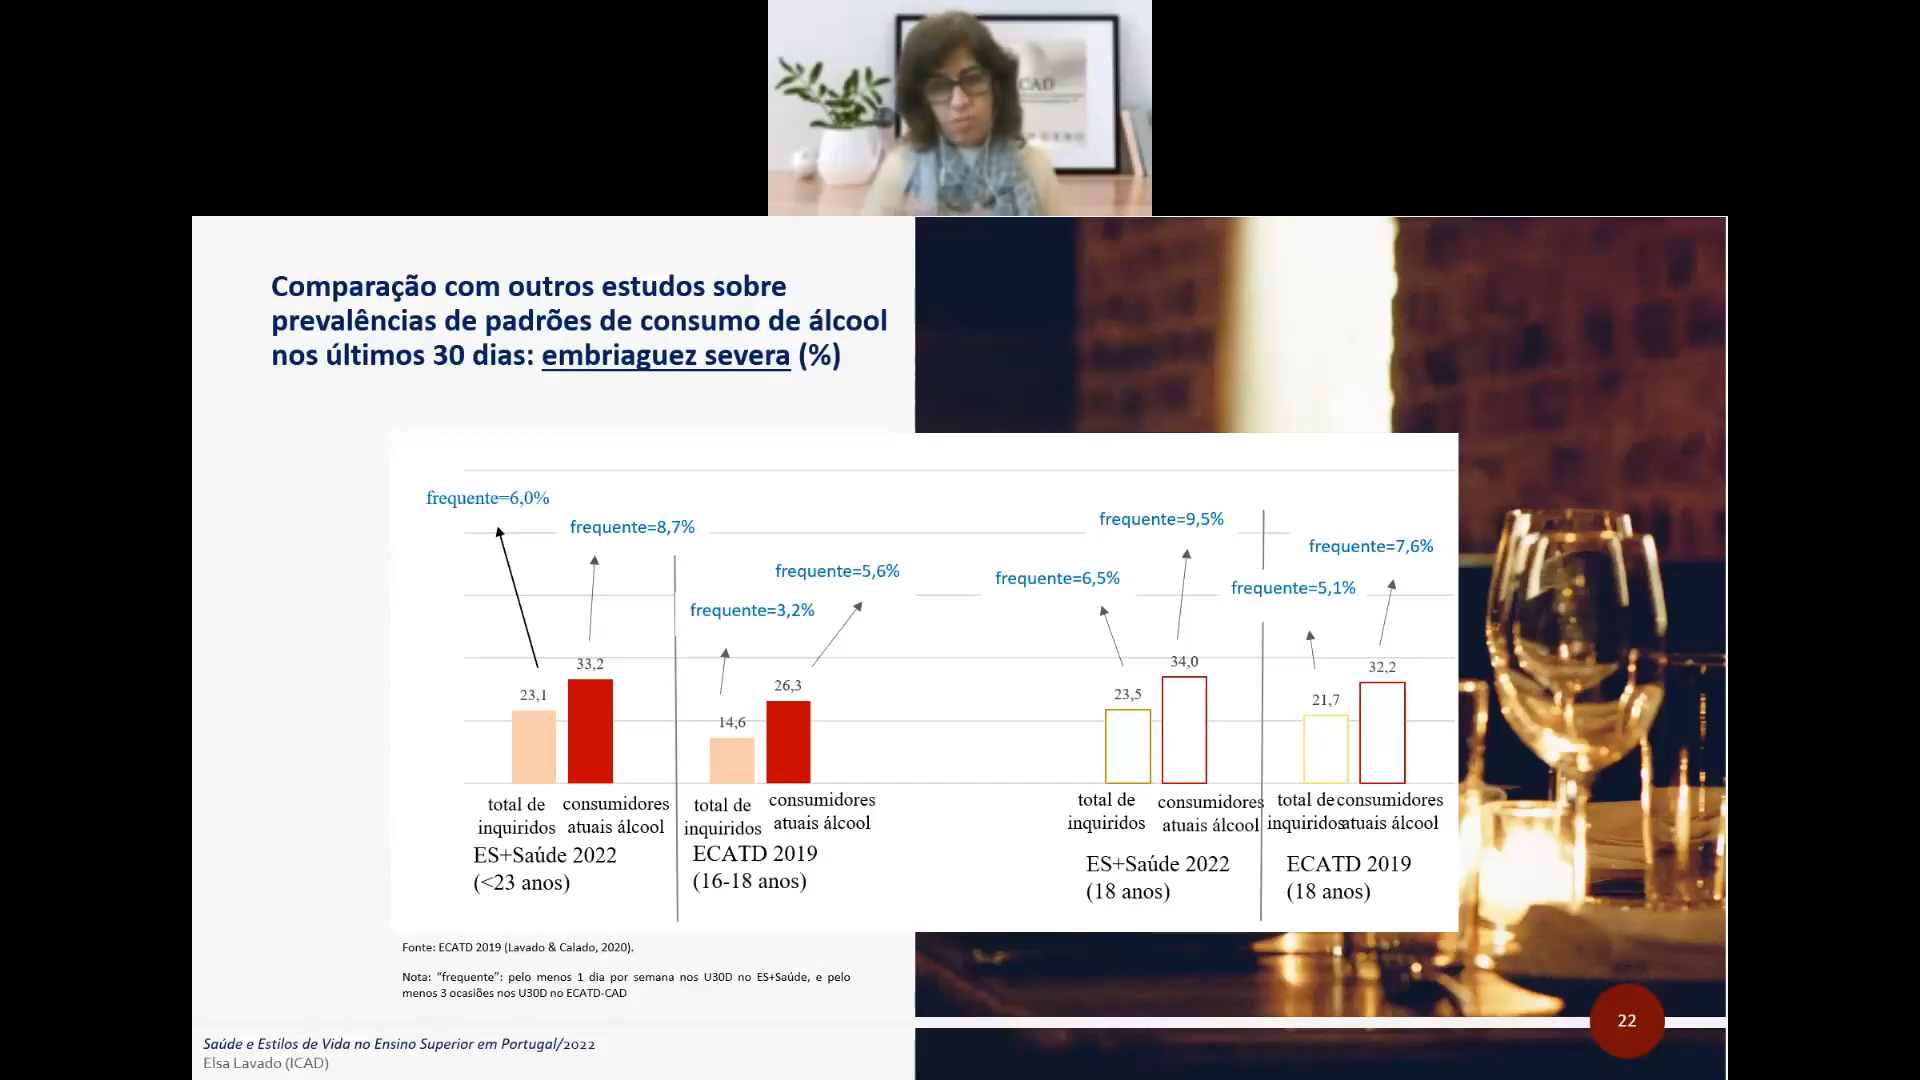 CAD
Comparação com outros estudos sobre
prevalências de padrões de consumo de álcool
nos últimos 30 dias: embriaguez severa (%)
frequente=6,0%
frequente=8,7%
frequente=5,6%
frequente=3,2%
frequente=9,5%
frequente=7,6%
frequente=6,5%
frequente=5,1%
23,1
33,2
14,6
26,3
23,5
34,0
21,7
32,2
total de
inquiridos
consumidores
atuais álcool
total de
inquiridos
consumidores
atuais álcool
total de
inquiridos
consumidores
atuais álcool
total de
inquiridos
consumidores
atuais álcool
ES+Saúde 2022
(<23 anos)
ECATD 2019
(16-18 anos)
ES+Saúde 2022
(18 anos)
ECATD 2019
(18 anos)
Fonte: ECATD 2019 (Lavado & Calado, 2020).
Nota: “frequente”: pelo menos 1 dia por semana nos U30D no ES+Saúde, e pelo
menos 3 ocasiões nos U30D no ECATD-CAD
22
Saúde e Estilos de Vida no Ensino Superior em Portugal/2022
Elsa Lavado (ICAD)